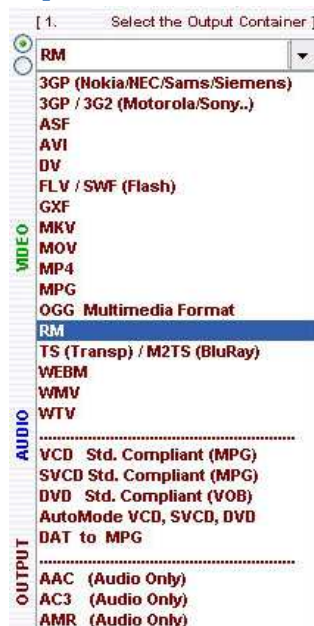 [ 1. Select the Output Container ]
RM
3GP (Nokia/NEC/Sams/Siemens)
3GP / 3G2 (Motorola/Sony..)
ASF
AVI
DV
FLV / SWF (Flash)
GXF
MKV
MOV
MP4
MPG
OGG Multimedia Format
RM
TS (Transp) / M2TS (BluRay)
WEBM
WMV
WTV
VCD Std. Compliant (MPG)
SVCD Std. Compliant (MPG)
DVD Std. Compliant (VOB)
AutoMode VCD, SVCD, DVD
DAT to MPG
AAC (Audio Only)
AC3 (Audio Only)
AMR (Audio Only)
VIDEO
AUDIO
OUTPUT